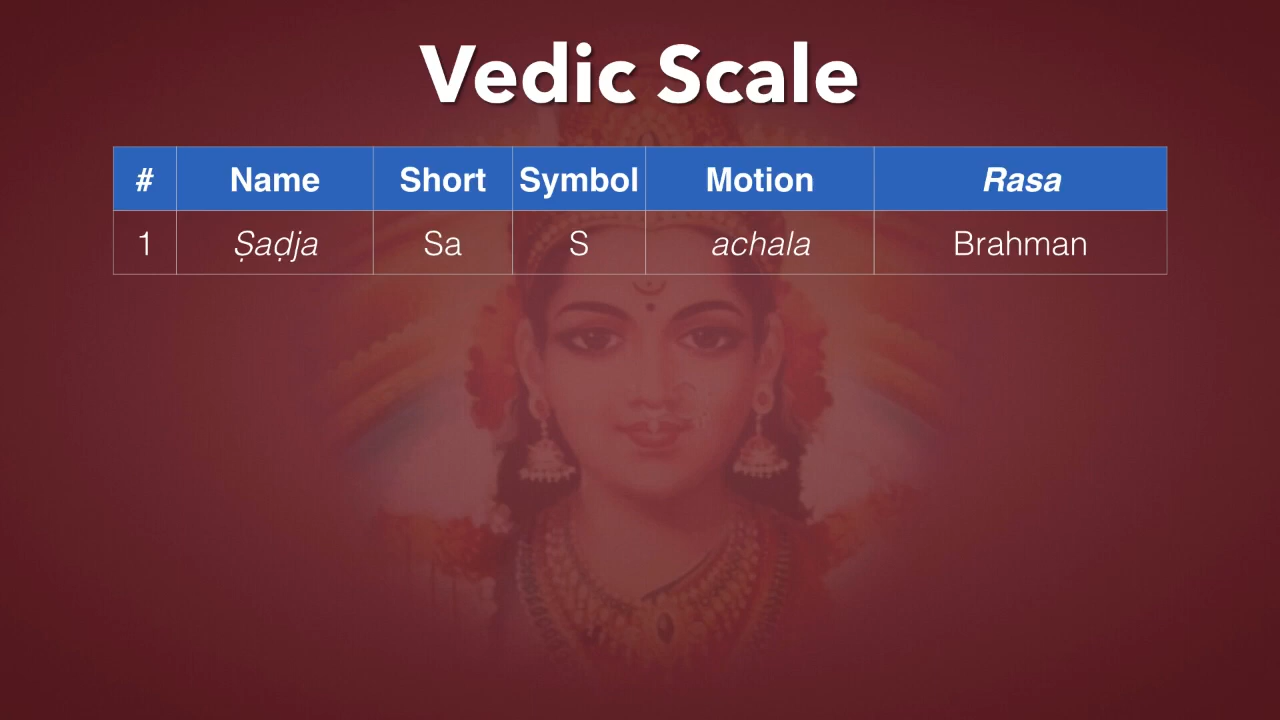 Vedic Scale
# Name Short Symbol Motion Rasa
1 Ṣaḍja Sa S achala Brahman